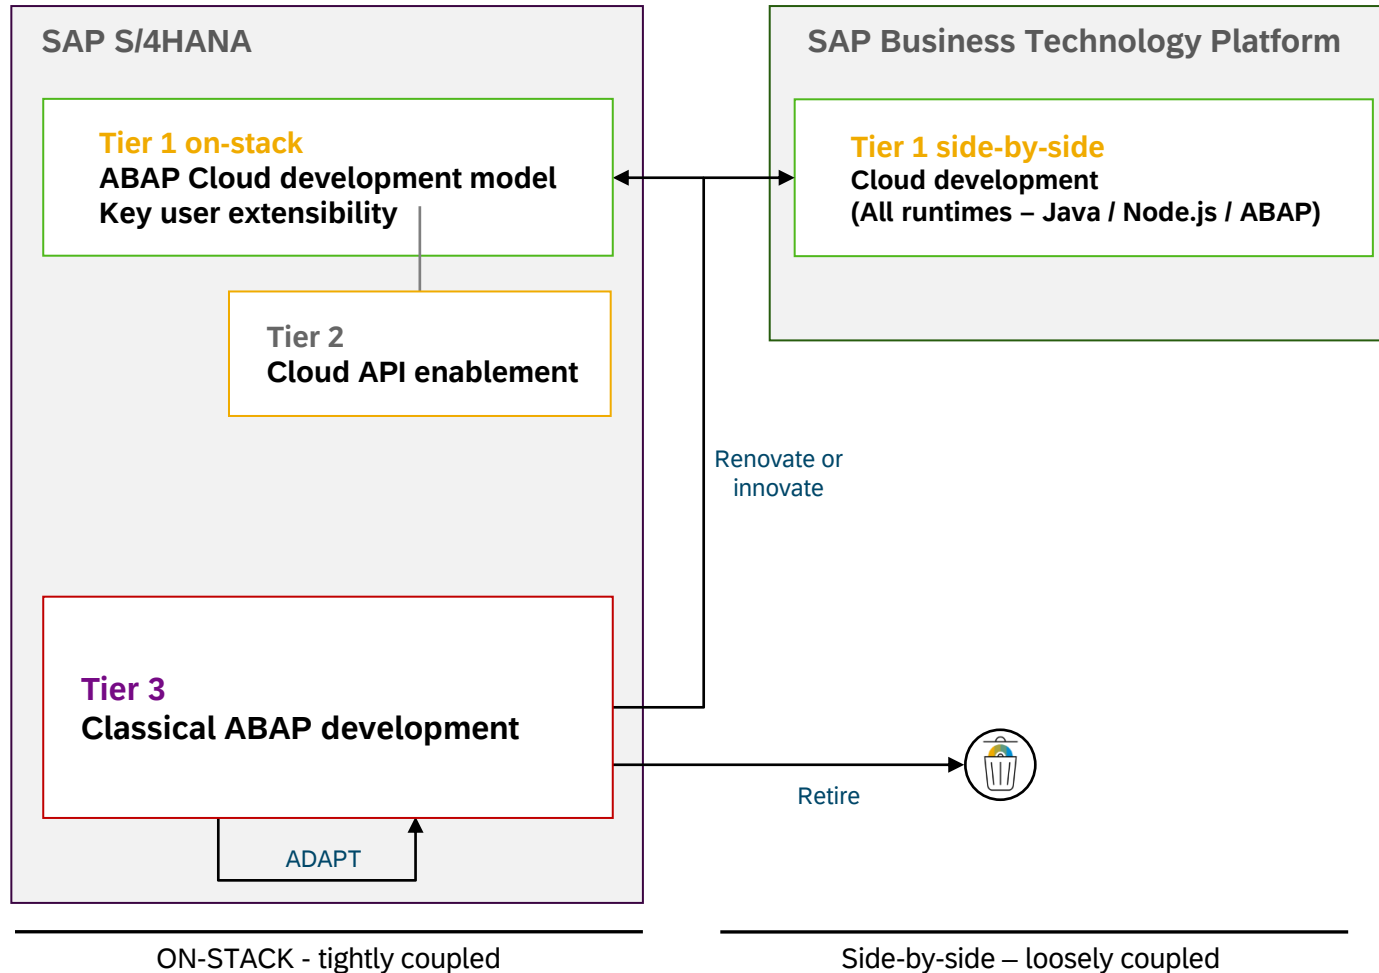 SAP S/4HANA
SAP Business Technology Platform
Tier 1 on-stack
ABAP Cloud development model
Key user extensibility
Tier 1 side-by-side
Cloud development
(All runtimes – Java / Node.js / ABAP)
Tier 2
Cloud API enablement
Renovate or
innovate
Tier 3
Classical ABAP development
Retire
ADAPT
ON-STACK - tightly coupled
Side-by-side – loosely coupled